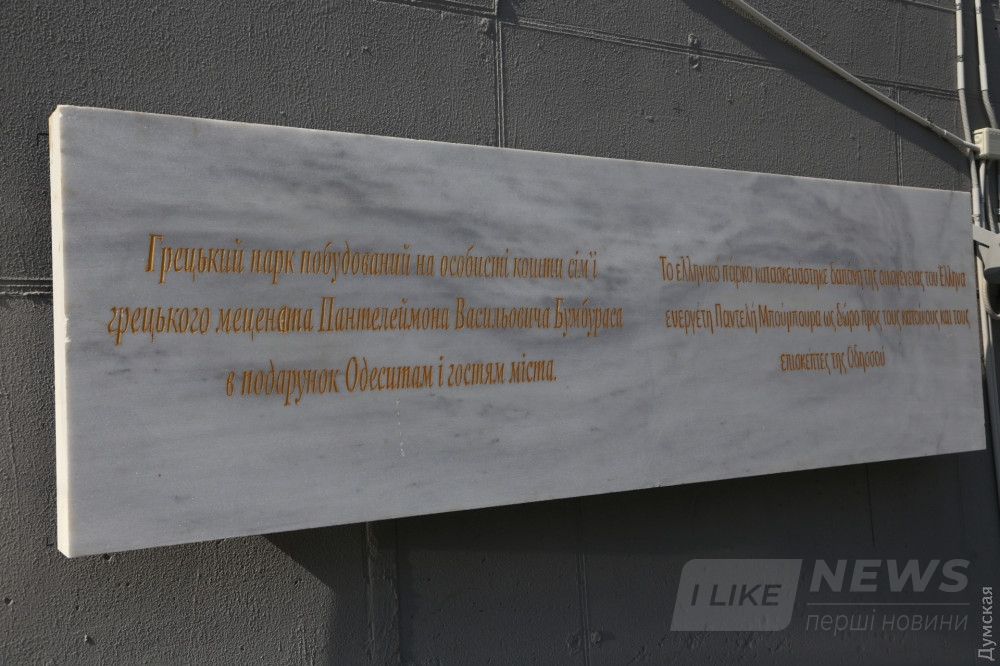 Грецький парк побудований на особисті кошти сім'ї
грецького мецената Пантелеймона Васильовича Бумбураса
в подарунок Одеситам і гостям міста.
Το ελληνικό πάρκο κατασκευάστηκε δαπάνη της οικογένειας του Έλληνα
ευεργέτη Παντελή Μπούμπουρα ως δώρο προς τους κατοίκους και τους
επισκέπτες της Οδησσού
I LIKE NEWS
перші новини
Думская